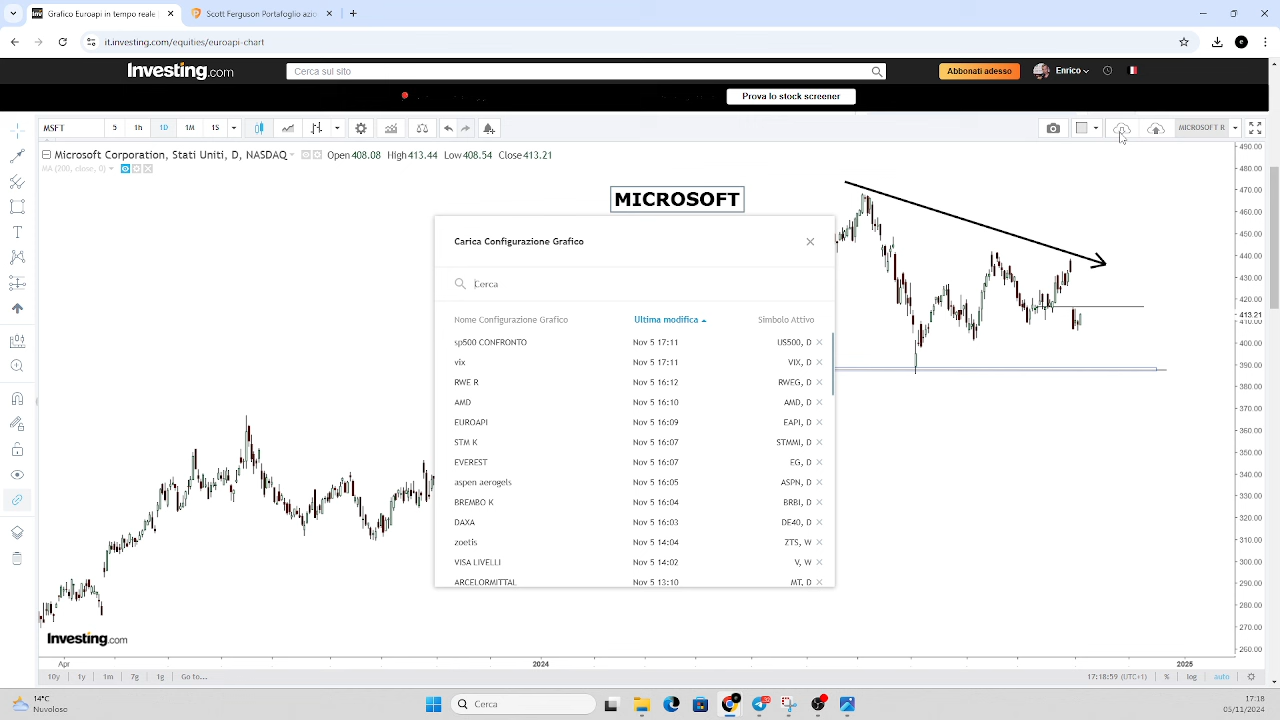 Grafico Europi in tempo reale
Scott Ferguson Portafoglio azio
it.investing.com/equities/euroapi-chart
e
Investing.com
Cerca sul sito
Abbonati adesso
Enrico
Prova lo stock screener
MSFT
5
1h
1D
1M
1S
MICROSOFT R
Microsoft Corporation, Stati Uniti, D, NASDAQ
Open 408.08 High 413.44 Low 408.54 Close 413.21
MA (200, close, 0)
MICROSOFT
Carica Configurazione Grafico
Cerca
Nome Configurazione Grafico Ultima modifica Simbolo Attivo
sp500 CONFRONTO Nov 5 17:11 US500, D
vix Nov 5 17:11 VIX, D
RWE R Nov 5 16:12 RWEG, D
AMD Nov 5 16:10 AMD, D
EUROAPI Nov 5 16:09 EAPI, D
STM K Nov 5 16:07 STMMI, D
EVEREST Nov 5 16:07 EG, D
aspen aerogels Nov 5 16:05 ASPN, D
BREMBO K Nov 5 16:04 BRBI, D
DAXA Nov 5 16:03 DE40, D
zoetis Nov 5 14:04 ZTS, W
VISA LIVELLI Nov 5 14:02 V, W
ARCELORMITTAL Nov 5 13:10 MT, D
490.00
480.00
470.00
460.00
450.00
440.00
430.00
420.00
413.21
410.00
400.00
390.00
380.00
370.00
360.00
350.00
340.00
330.00
320.00
310.00
300.00
290.00
280.00
270.00
260.00
Investing.com
Apr
2024
2025
10y
1y
1m
7g
1g
Go to...
17:18:59 (UTC+1)
%
log
auto
14°C
Nuvoloso
Cerca
17:18
05/11/2024